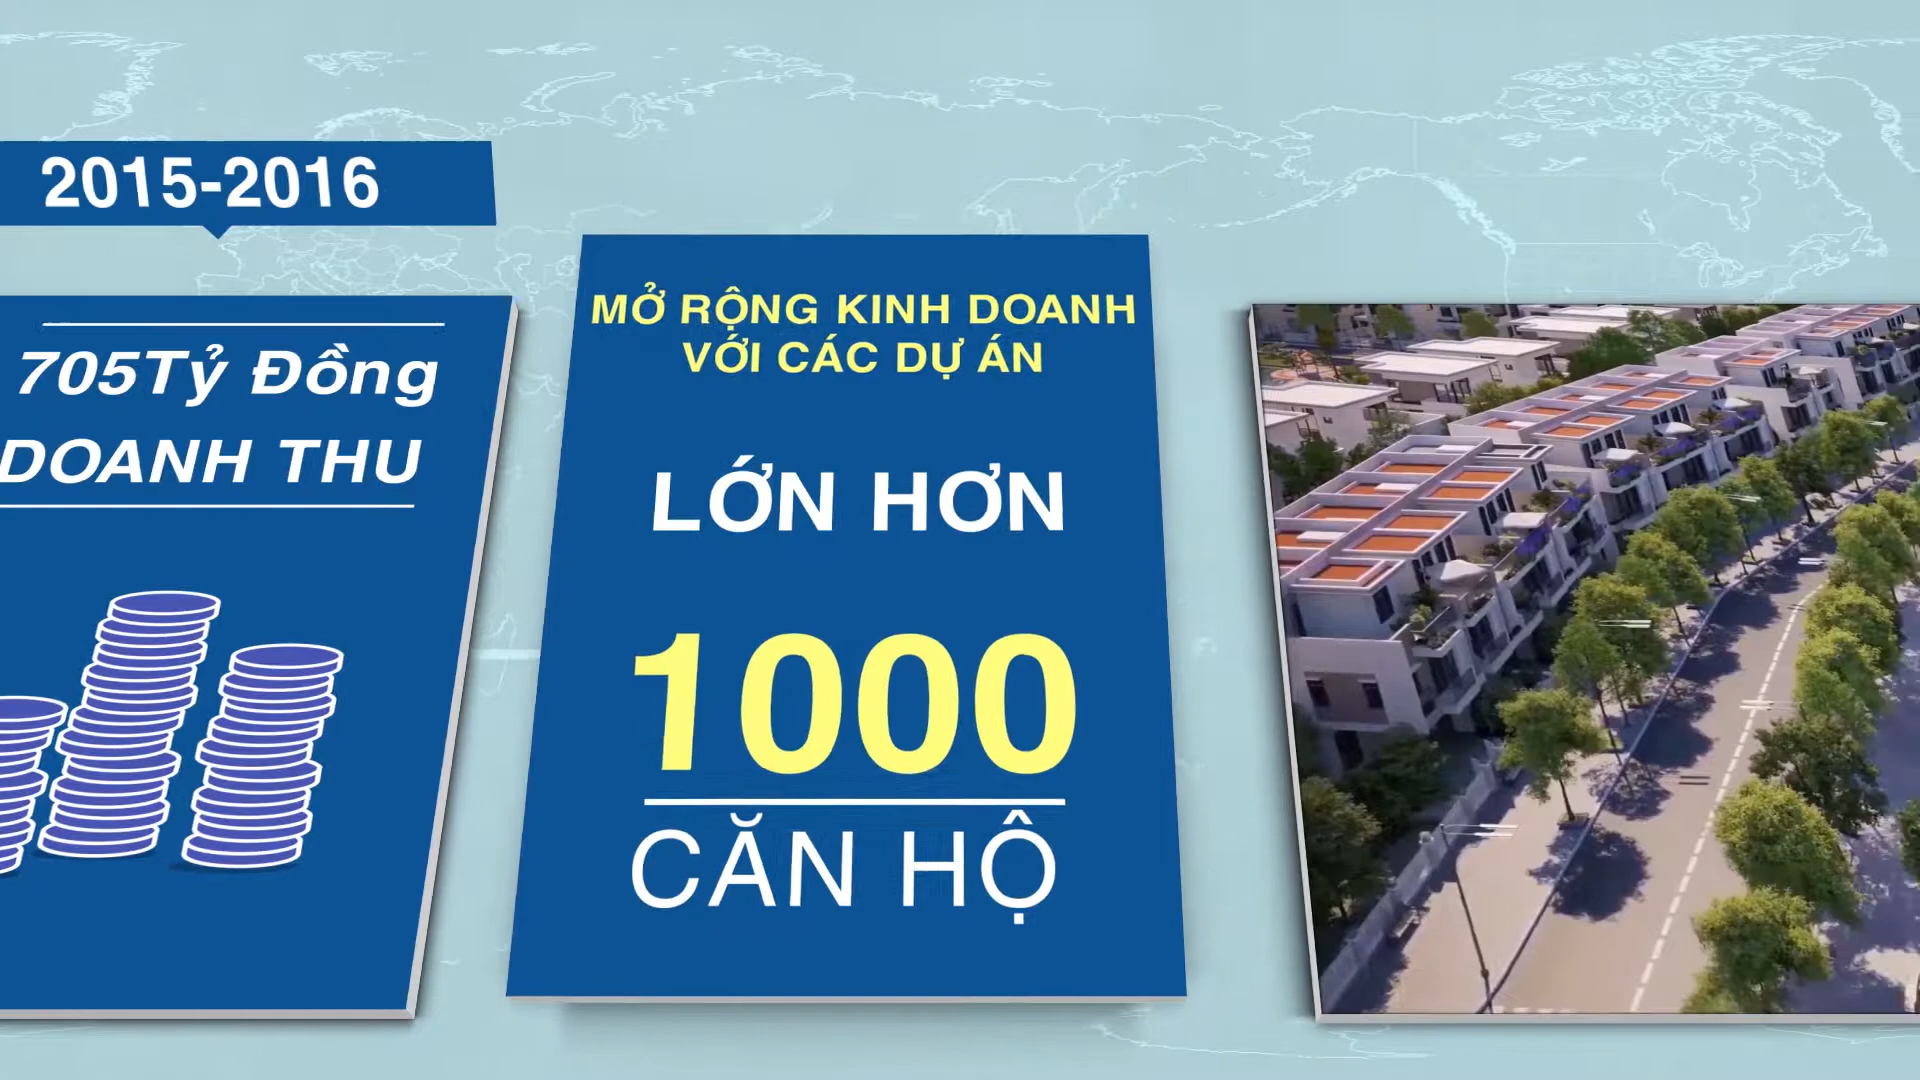 2015-2016
705Tỷ Đồng
DOANH THU
MỞ RỘNG KINH DOANH
VỚI CÁC DỰ ÁN
LỚN HƠN
1000
CĂN HỘ